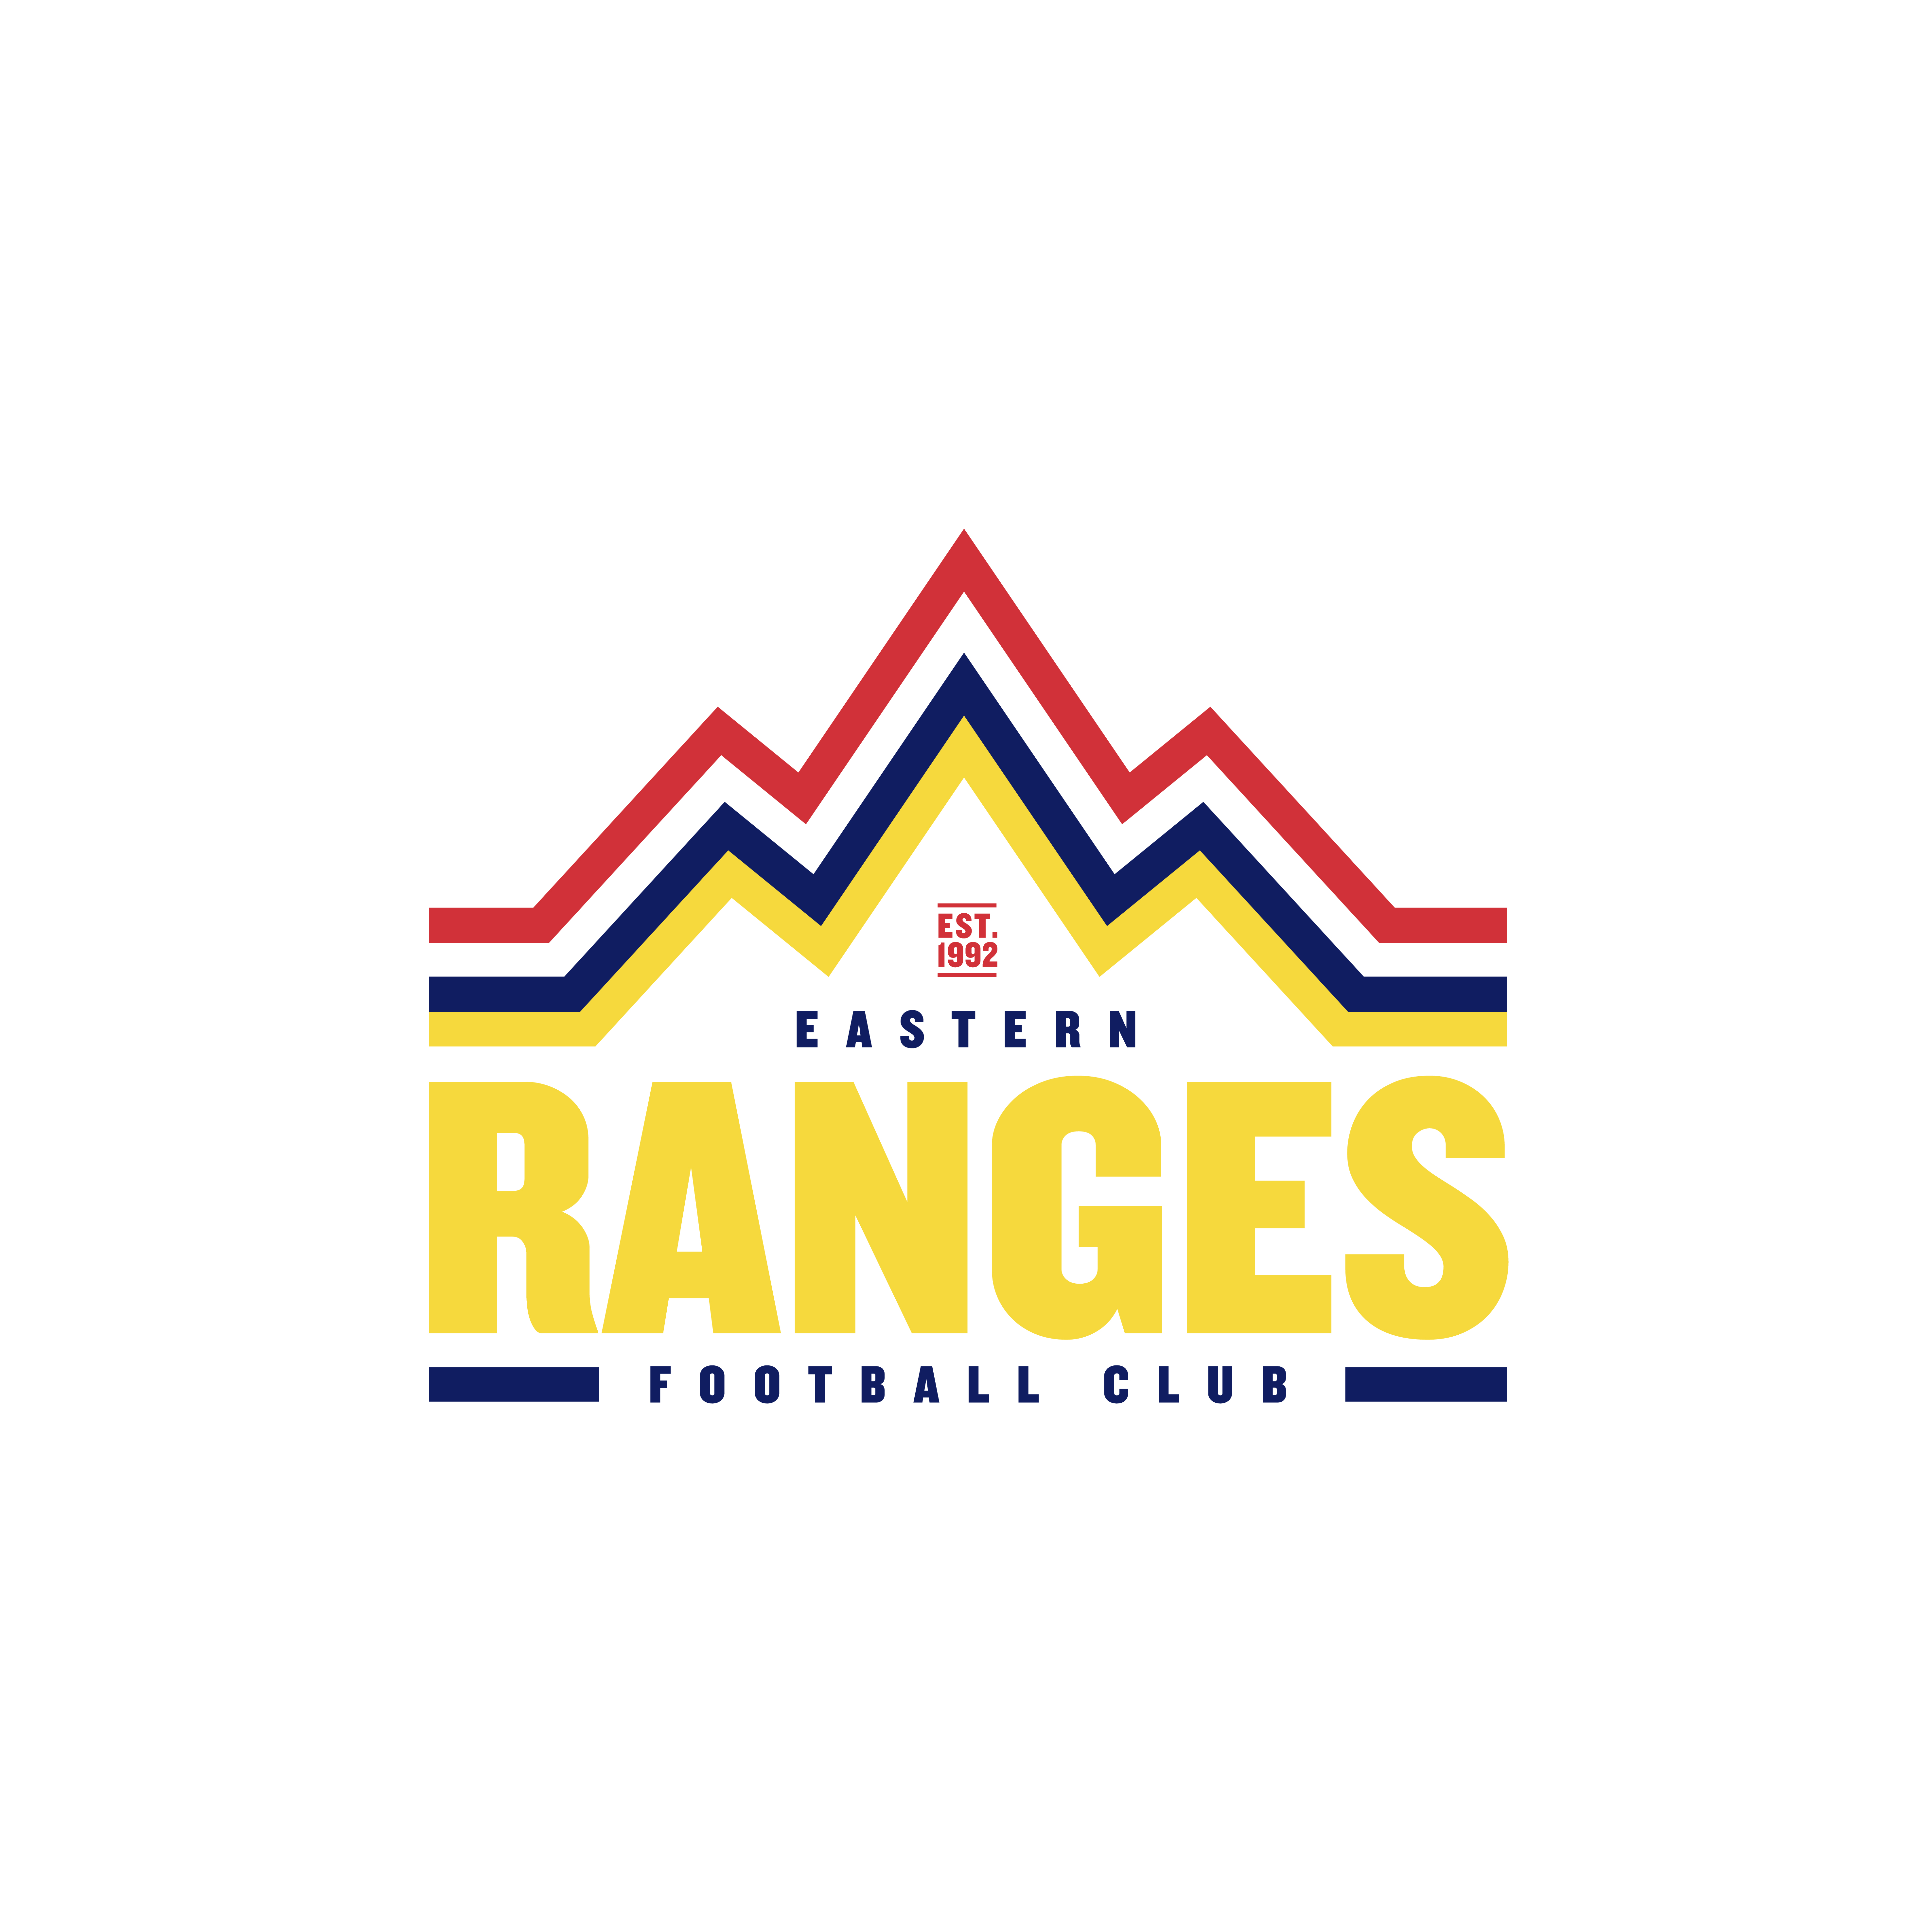 EST.
1992
EASTERN
RANGES
FOOTBALL CLUB